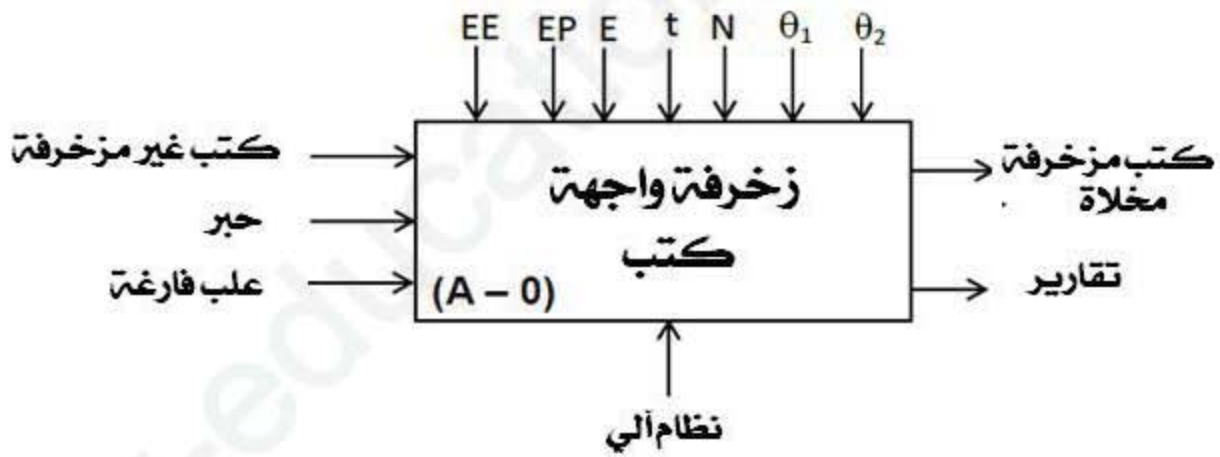 EE EP E t N θ₁ θ₂
كتب غير مزخرفة
حبر
علب فارغة
زخرفة واجهة
كتب
(A – 0)
كتب مزخرفة
مخلاة
تقارير
نظام آلي